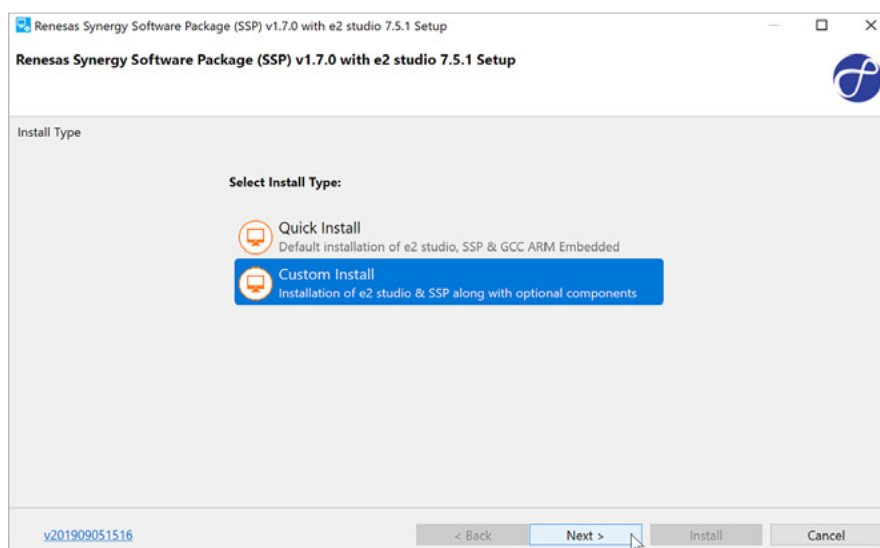 Renesas Synergy Software Package (SSP) v1.7.0 with e2 studio 7.5.1 Setup
Renesas Synergy Software Package (SSP) v1.7.0 with e2 studio 7.5.1 Setup
Install Type
Select Install Type:
Quick Install
Default installation of e2 studio, SSP & GCC ARM Embedded
Custom Install
Installation of e2 studio & SSP along with optional components
v201909051516
< Back
Next >
Install
Cancel